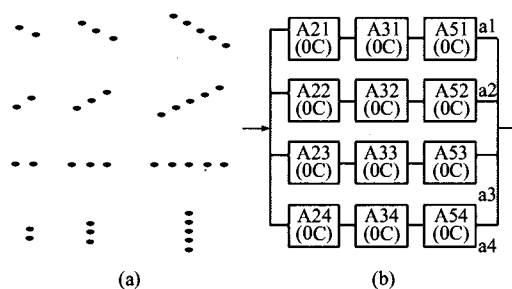 A21 A31 A51 a1
(0C) (0C) (0C)
A22 A32 A52 a2
(0C) (0C) (0C)
A23 A33 A53
(0C) (0C) (0C)
a3
A24 A34 A54
(0C) (0C) (0C)
a4
(a) (b)